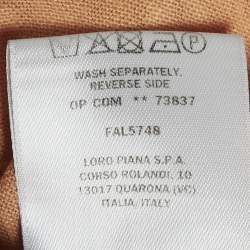 WASH SEPARATELY.
REVERSE SIDE
OP COM ** 73837
FAL5748
LORO PIANA S.P.A.
CORSO ROLANDI, 10
13017 QUARONA (VC)
ITALIA, ITALY